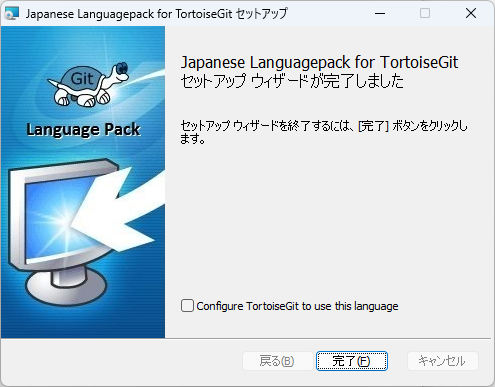 Japanese Languagepack for TortoiseGit セットアップ
Git
Language Pack
Japanese Languagepack for TortoiseGit
セットアップ ウィザードが完了しました
セットアップ ウィザードを終了するには、[完了] ボタンをクリックし
ます。
Configure TortoiseGit to use this language
戻る(B)
完了(F)
キャンセル